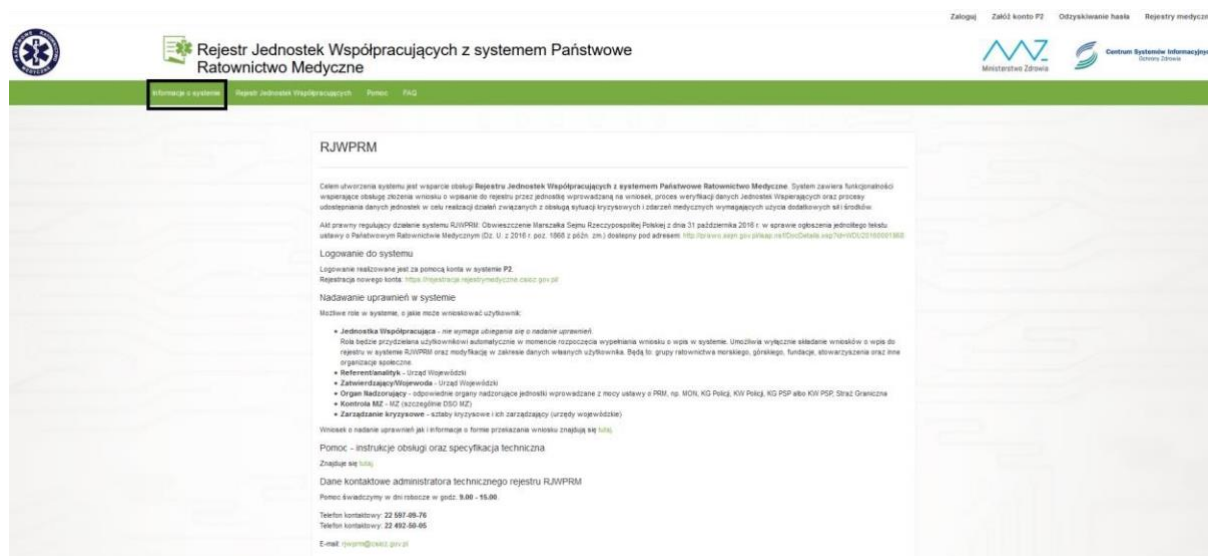 Zaloguj Załóż konto P2 Odzyskiwanie hasła Rejestry medyczn
Rejestr Jednostek Współpracujących z systemem Państwowe
Ratownictwo Medyczne
Ministerstwo Zdrowia
Centrum Systemów Informacyjnyc
Ochrony Zdrowia
Informacje o systemie Rejestr Jednostek Współpracujących Pomoc FAQ
RJWPRM
Celem utworzenia systemu jest wsparcie obsługi Rejestru Jednostek Współpracujących z systemem Państwowe Ratownictwo Medyczne. System zawiera funkcjonalności
wspierające obsługę złożenia wniosku o wpisanie do rejestru przez jednostkę wprowadzaną na wniosek, proces weryfikacji danych Jednostek Wspierających oraz procesy
udostępniania danych jednostek w celu realizacji działań związanych z obsługą sytuacji kryzysowych i zdarzeń medycznych wymagających użycia dodatkowych sił i środków.
Akt prawny regulujący działanie systemu RJWPRM: Obwieszczenie Marszałka Sejmu Rzeczypospolitej Polskiej z dnia 31 października 2016 r. w sprawie ogłoszenia jednolitego tekstu
ustawy o Państwowym Ratownictwie Medycznym (Dz. U. z 2016 r. poz. 1868 z późn. zm.) dostępny pod adresem:
Logowanie do systemu
Logowanie realizowane jest za pomocą konta w systemie P2.
Rejestracja nowego konta: https://rejestracja.rejestrymedyczne.csioz.gov.pl/
Nadawanie uprawnień w systemie
Możliwe role w systemie, o jakie może wnioskować użytkownik:
• Jednostka Współpracująca - nie wymaga ubiegania się o nadanie uprawnień.
Rola będzie przydzielana użytkownikowi automatycznie w momencie rozpoczęcia wypełniania wniosku o wpis w systemie. Umożliwia wyłącznie składanie wniosków o wpis do
rejestru w systemie RJWPRM oraz modyfikację w zakresie danych własnych użytkownika. Będą to: grupy ratownictwa morskiego, górskiego, fundacje, stowarzyszenia oraz inne
organizacje społeczne.
• Referent/analityk - Urząd Wojewódzki
• Zatwierdzający/Wojewoda - Urząd Wojewódzki
• Organ Nadzorujący - odpowiednie organy nadzorujące jednostki wprowadzane z mocy ustawy o PRM, np. MON, KG Policji, KW Policji, KG PSP albo KW PSP, Straż Graniczna
• Kontrola MZ - MZ (szczególnie DSO MZ)
• Zarządzanie kryzysowe - sztaby kryzysowe i ich zarządzający (urzędy wojewódzkie)
Wniosek o nadanie uprawnień jak i informacje o formie przekazania wniosku znajdują się tutaj.
Pomoc - instrukcje obsługi oraz specyfikacja techniczna
Znajduje się tutaj.
Dane kontaktowe administratora technicznego rejestru RJWPRM
Pomoc świadczymy w dni robocze w godz. 9.00 - 15.00.
Telefon kontaktowy: 22 597-09-76
Telefon kontaktowy: 22 492-50-05
E-mail: rjwprm@csioz.gov.pl